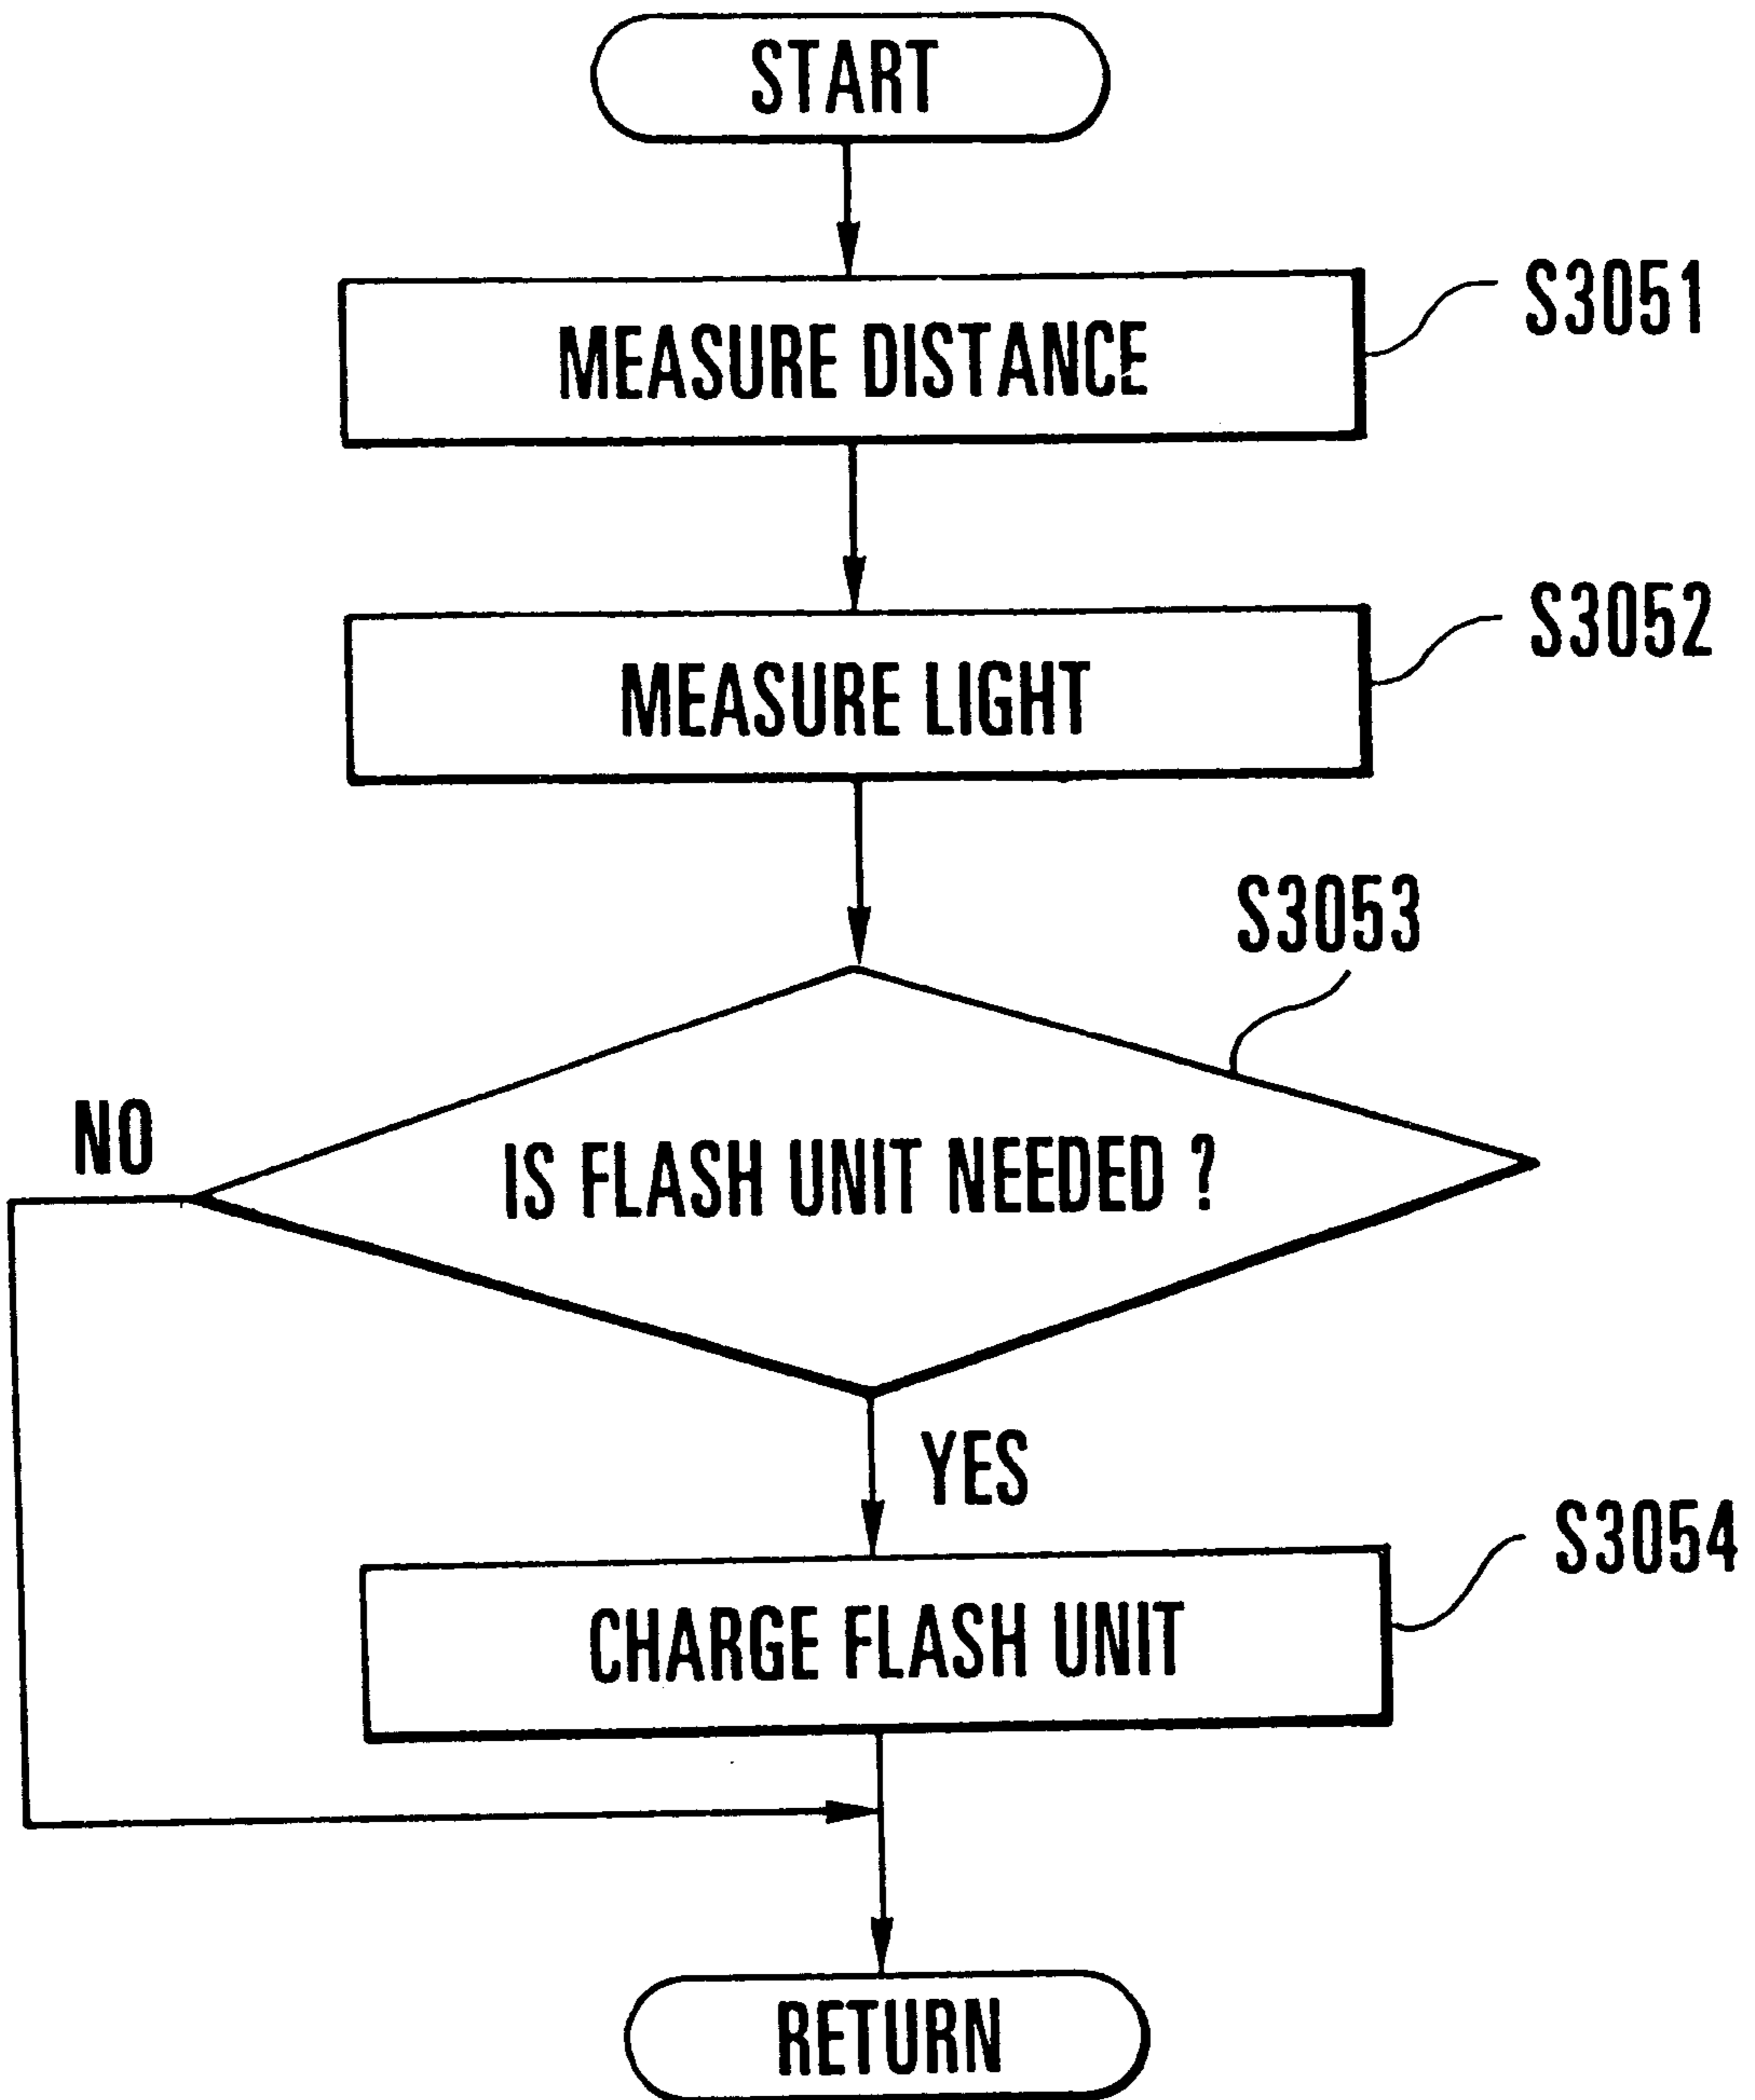 START
MEASURE DISTANCE
S3051
MEASURE LIGHT
S3052
S3053
NO
IS FLASH UNIT NEEDED ?
YES
CHARGE FLASH UNIT
S3054
RETURN